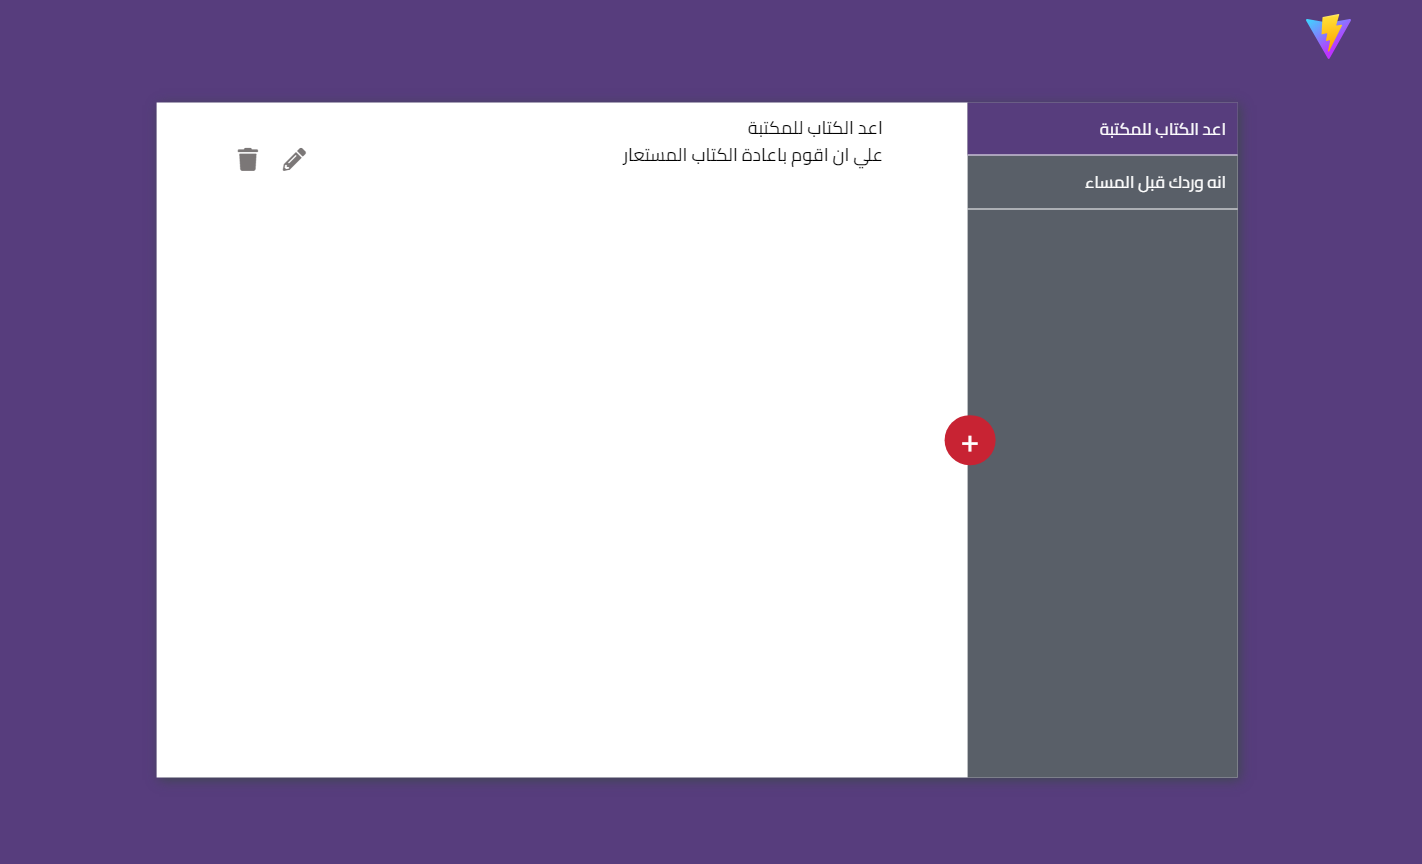 اعد الكتاب للمكتبة
انه وردك قبل المساء
اعد الكتاب للمكتبة
علي ان اقوم باعادة الكتاب المستعار
+